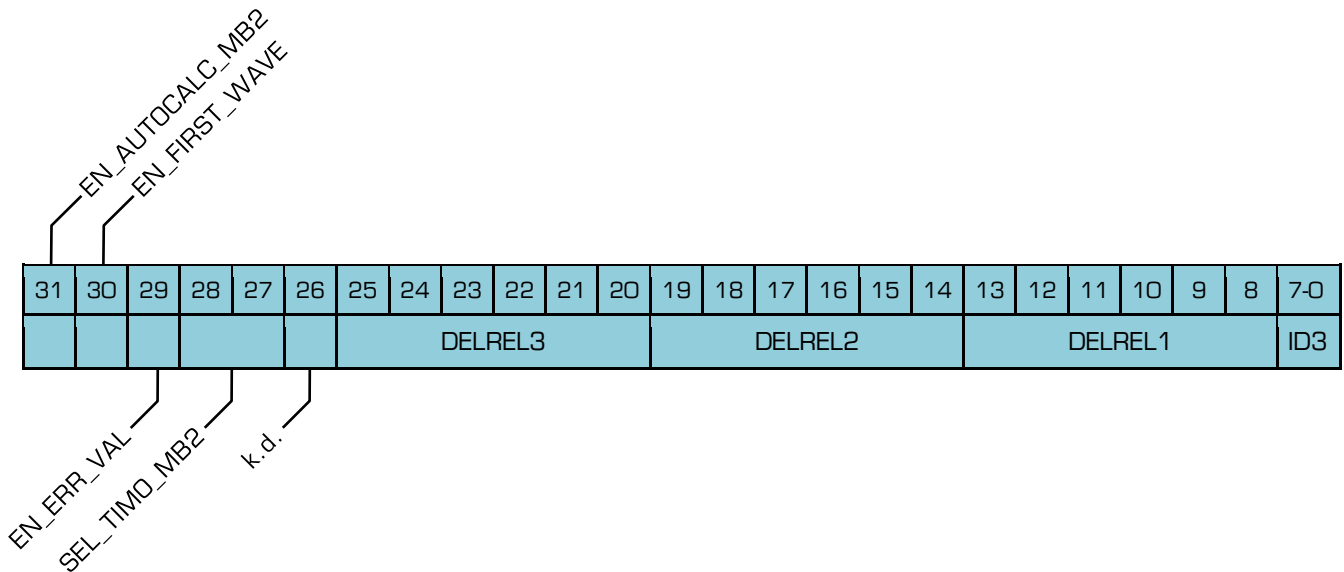 EN_AUTOCALC_MB2
EN_FIRST_WAVE
31 30 29 28 27 26 25 24 23 22 21 20 19 18 17 16 15 14 13 12 11 10 9 8 7-0
DELREL3 DELREL2 DELREL1 ID3
EN_ERR_VAL
SEL_TIMO_MB2
k.d.